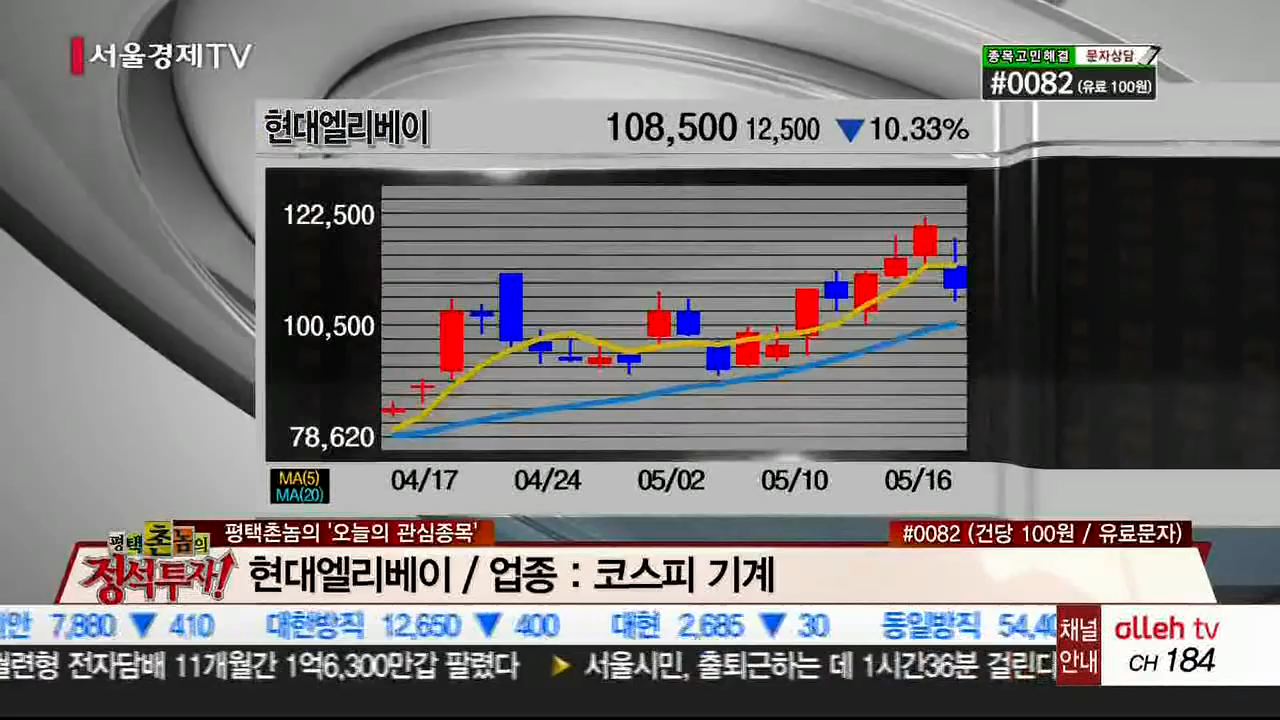 서울경제TV
종목고민해결 문자상담
#0082 (유료 100원)
현대엘리베이 108,500 12,500 ▼10.33%
122,500
100,500
78,620
MA(5)
MA(20)
04/17 04/24 05/02 05/10 05/16
평택촌놈의 '오늘의 관심종목' #0082 (건당 100원 / 유료문자)
평택촌놈의
정석투자!
현대엘리베이 / 업종 : 코스피 기계
7,880 ▼ 410 대한방직 12,650 ▼ 400 대현 2,685 ▼ 30 동일방직 54,40
전자담배 11개월간 1억6,300만갑 팔렸다 ▶ 서울시민, 출퇴근하는 데 1시간36분 걸린다
채널
안내
olleh tv
CH 184